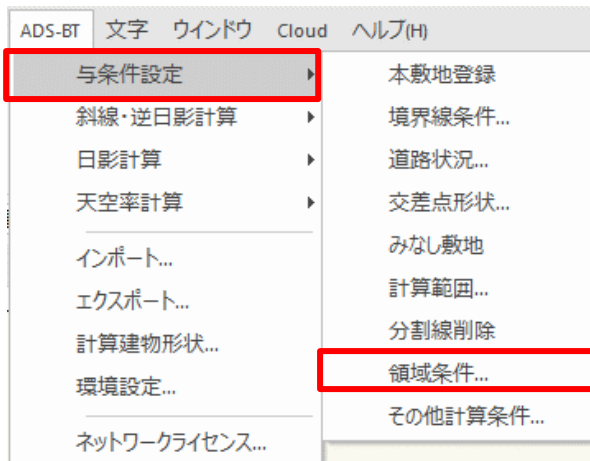 ADS-BT 文字 ウインドウ Cloud ヘルプ(H)
与条件設定
斜線・逆日影計算
日影計算
天空率計算
インポート...
エクスポート...
計算建物形状...
環境設定...
ネットワークライセンス...
本敷地登録
境界線条件...
道路状況...
交差点形状...
みなし敷地
計算範囲...
分割線削除
領域条件...
その他計算条件...